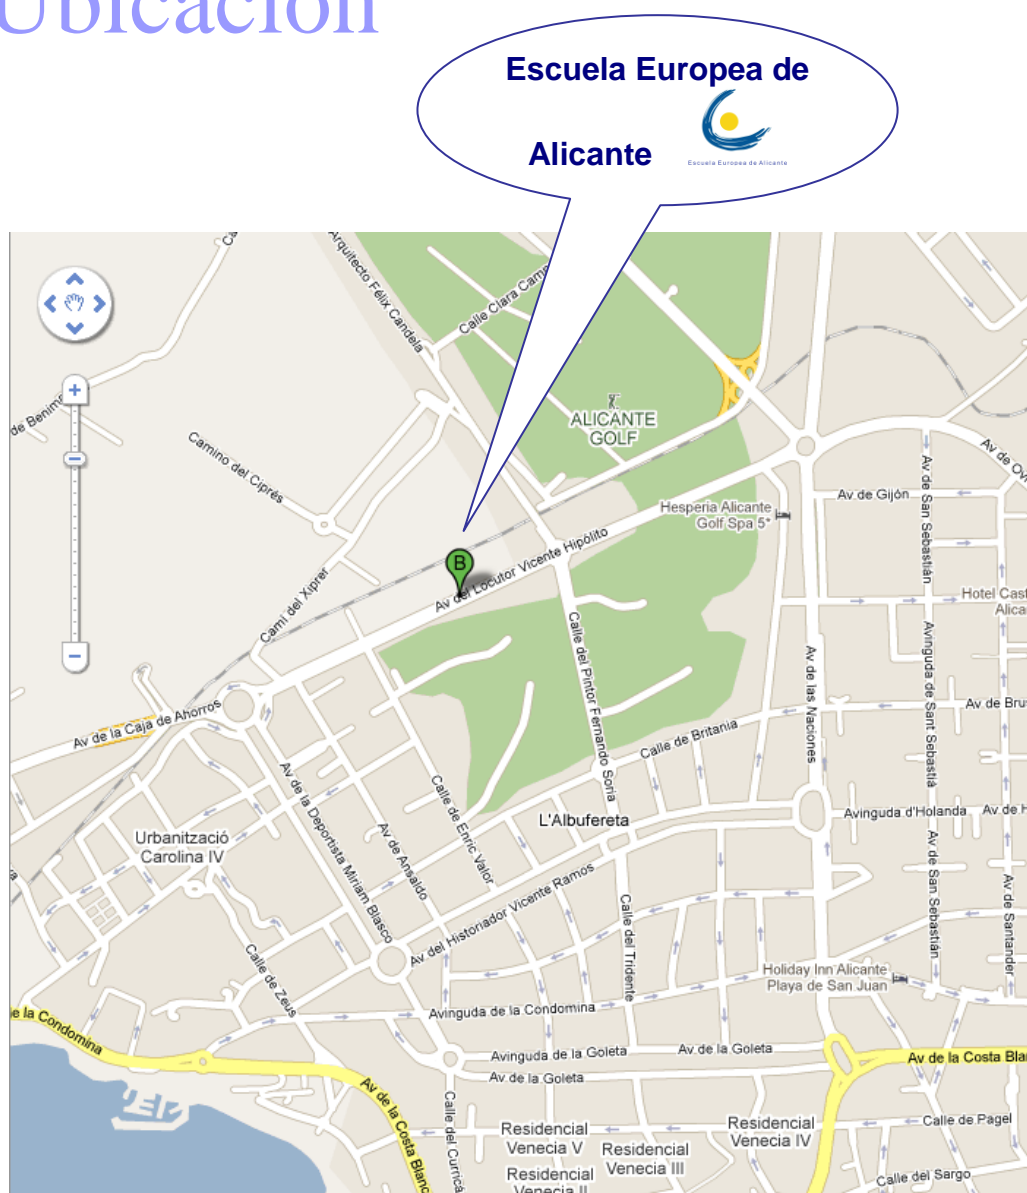 Ubicación
Escuela Europea de
Alicante
Escuela Europea de Alicante
Arquitecto Félix Candela
Calle Clara Camp
de Benim
ALICANTE
GOLF
Camino del Ciprés
Av de Ov
Av de San Sebastián
Av de Gijón
Hesperia Alicante
Golf Spa 5*
B
Av del Locutor Vicente Hipólito
Camí del Xiprer
Hotel Cast
Alica
Calle del Pintor Fernando Soria
Avinguda de Sant Sebastià
Av de las Naciones
Av de la Caja de Ahorros
Av de Bru
Calle de Britania
Av de la Deportista Miriam Blasco
Calle de Enric Valor
Av de Ansaldo
L'Albufereta
Avinguda d'Holanda
Av de H
Urbanització
Carolina IV
Av de San Sebastián
Av del Historiador Vicente Ramos
Calle del Tridente
Av de Santander
Calle de Zeus
Holiday Inn Alicante
Playa de San Juan
e la Condomina
Avinguda de la Condomina
Avinguda de la Goleta
Av de la Goleta
Av de la Costa Bla
Av de la Goleta
Av de la Costa Blanc
Calle del Curricá
Residencial
Venecia V
Residencial
Venecia IV
Calle de Pagel
Residencial
Venecia III
Residencial
Venecia II
Calle del Sargo